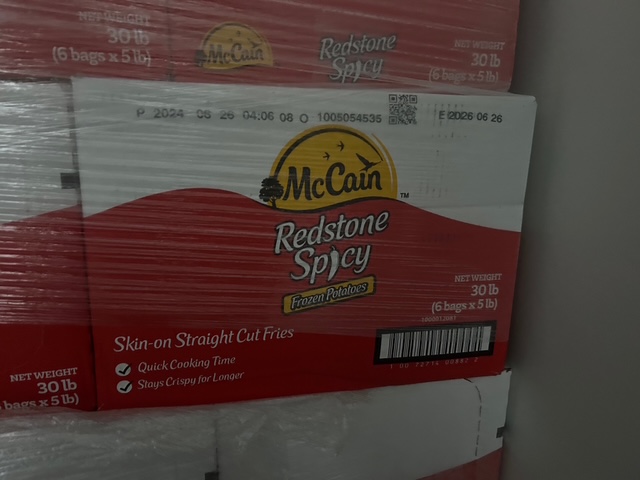 NET WEIGHT
30 lb
(6 bags x 5 lb)
McCain
Redstone
Spicy
NET WEIGHT
30 lb
(6 bags x 5 lb)
P 2024 06 26 04:06 08 O 1005054535
E 2026 06 26
McCain™
Redstone
Spicy
Frozen Potatoes
NET WEIGHT
30 lb
(6 bags x 5 lb)
Skin-on Straight Cut Fries
Quick Cooking Time
Stays Crispy for Longer
NET WEIGHT
30 lb
bags x 5 lb)